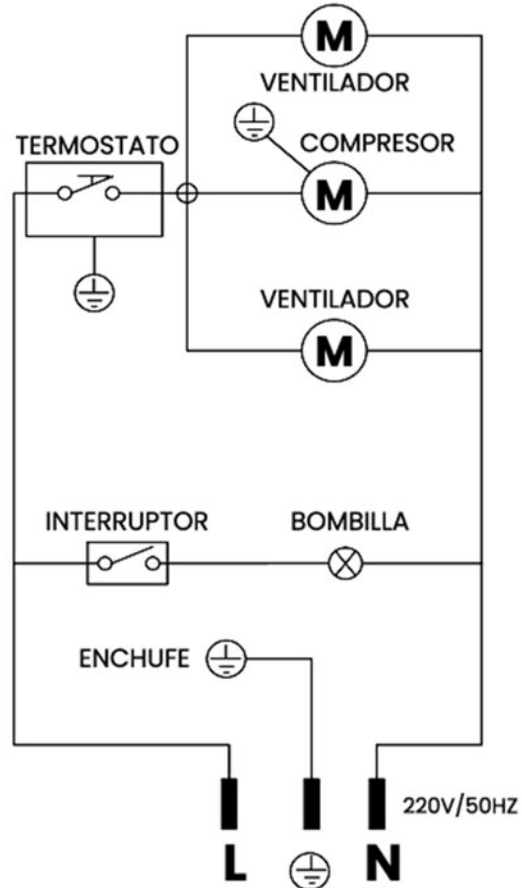 M
VENTILADOR
TERMOSTATO
COMPRESOR
M
VENTILADOR
M
INTERRUPTOR
BOMBILLA
ENCHUFE
220V/50HZ
L
N